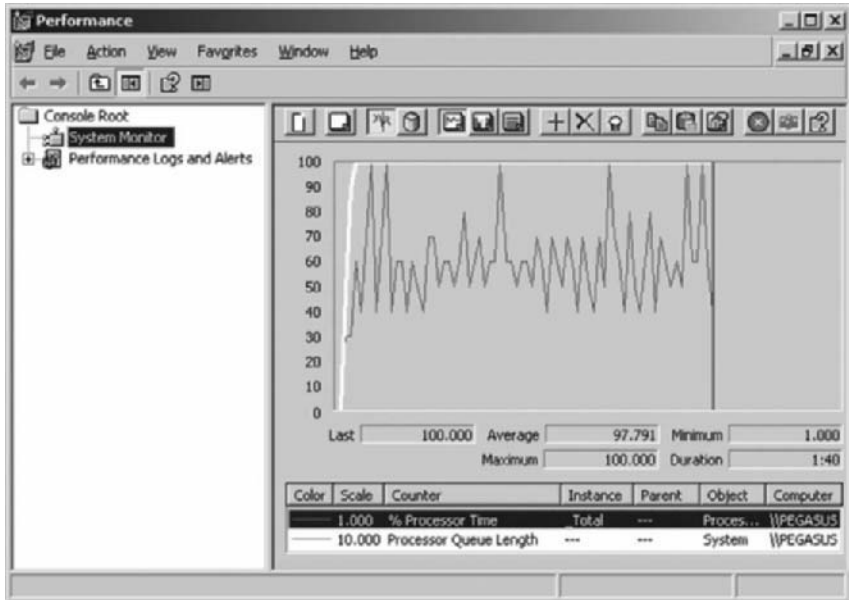 Performance
File Action View Favorites Window Help
Console Root
System Monitor
Performance Logs and Alerts
100
90
80
70
60
50
40
30
20
10
0
Last 100.000 Average 97.791 Minimum 1.000
Maximum 100.000 Duration 1:40
Color Scale Counter Instance Parent Object Computer
1.000 % Processor Time _Total --- Proces... \\PEGASUS
10.000 Processor Queue Length --- --- System \\PEGASUS